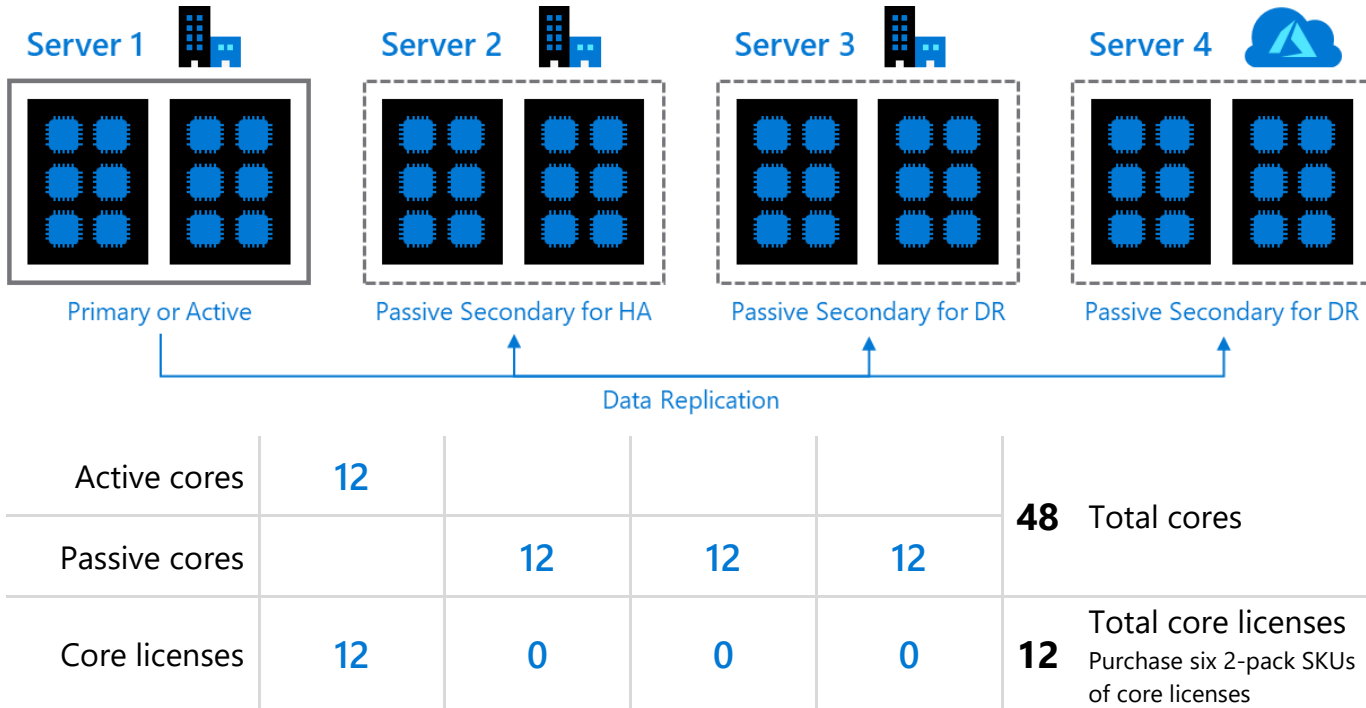 Server 1
Server 2
Server 3
Server 4
Primary or Active
Passive Secondary for HA
Passive Secondary for DR
Passive Secondary for DR
Data Replication
Active cores 12
48 Total cores
Passive cores 12 12 12
Core licenses 12 0 0 0 12 Total core licenses
Purchase six 2-pack SKUs
of core licenses